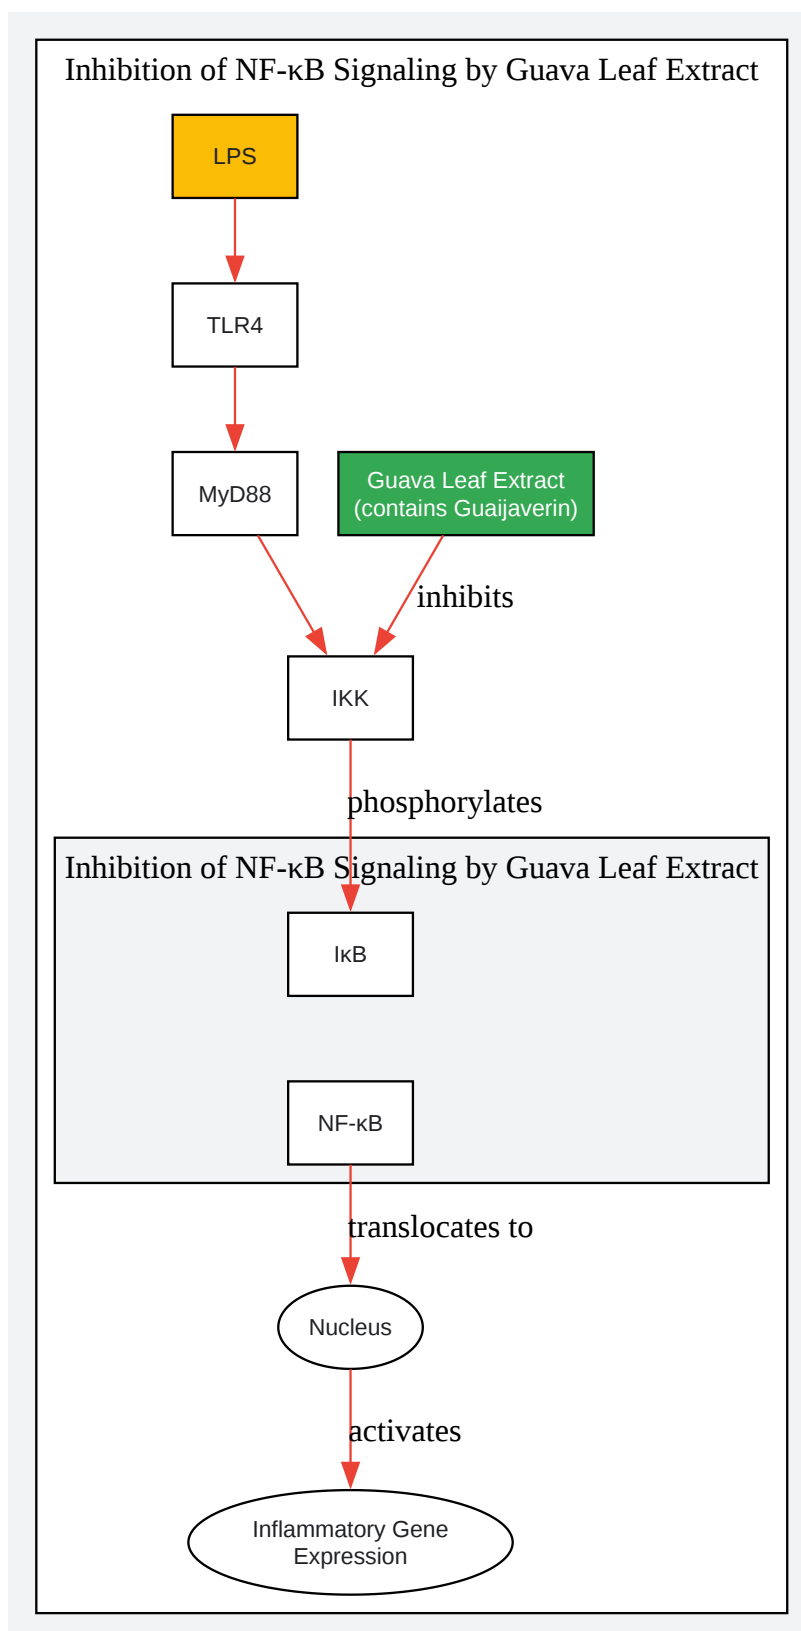 Inhibition of NF-κB Signaling by Guava Leaf Extract
LPS
TLR4
MyD88
Guava Leaf Extract
(contains Guaijaverin)
inhibits
IKK
phosphorylates
Inhibition of NF-κB Signaling by Guava Leaf Extract
IκB
NF-κB
translocates to
Nucleus
activates
Inflammatory Gene
Expression